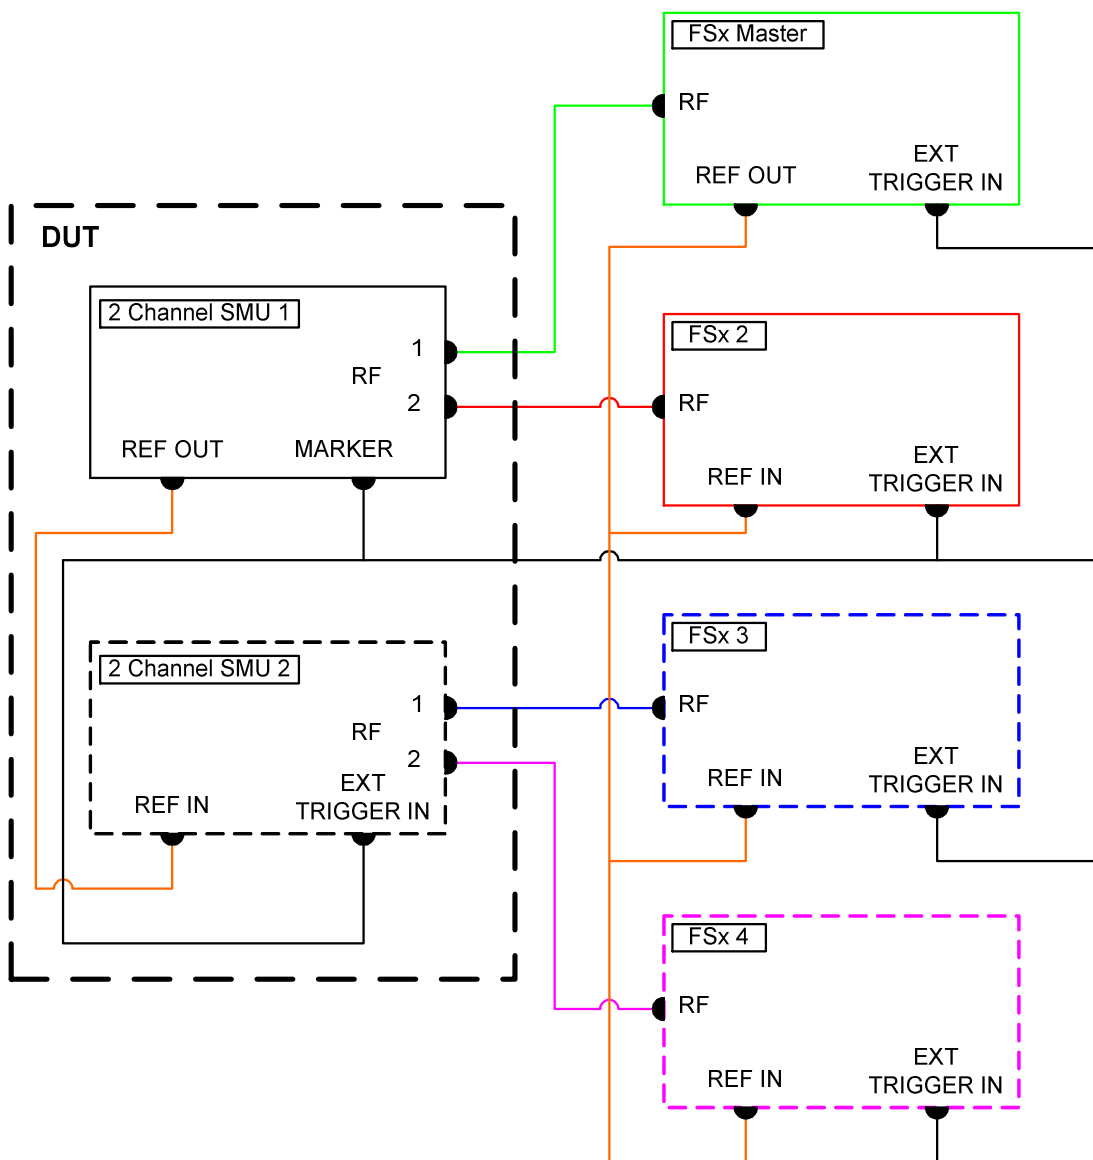 FSx Master
RF
REF OUT
EXT
TRIGGER IN
DUT
2 Channel SMU 1
1
RF
2
REF OUT
MARKER
FSx 2
RF
REF IN
EXT
TRIGGER IN
2 Channel SMU 2
1
RF
2
REF IN
EXT
TRIGGER IN
FSx 3
RF
REF IN
EXT
TRIGGER IN
FSx 4
RF
REF IN
EXT
TRIGGER IN